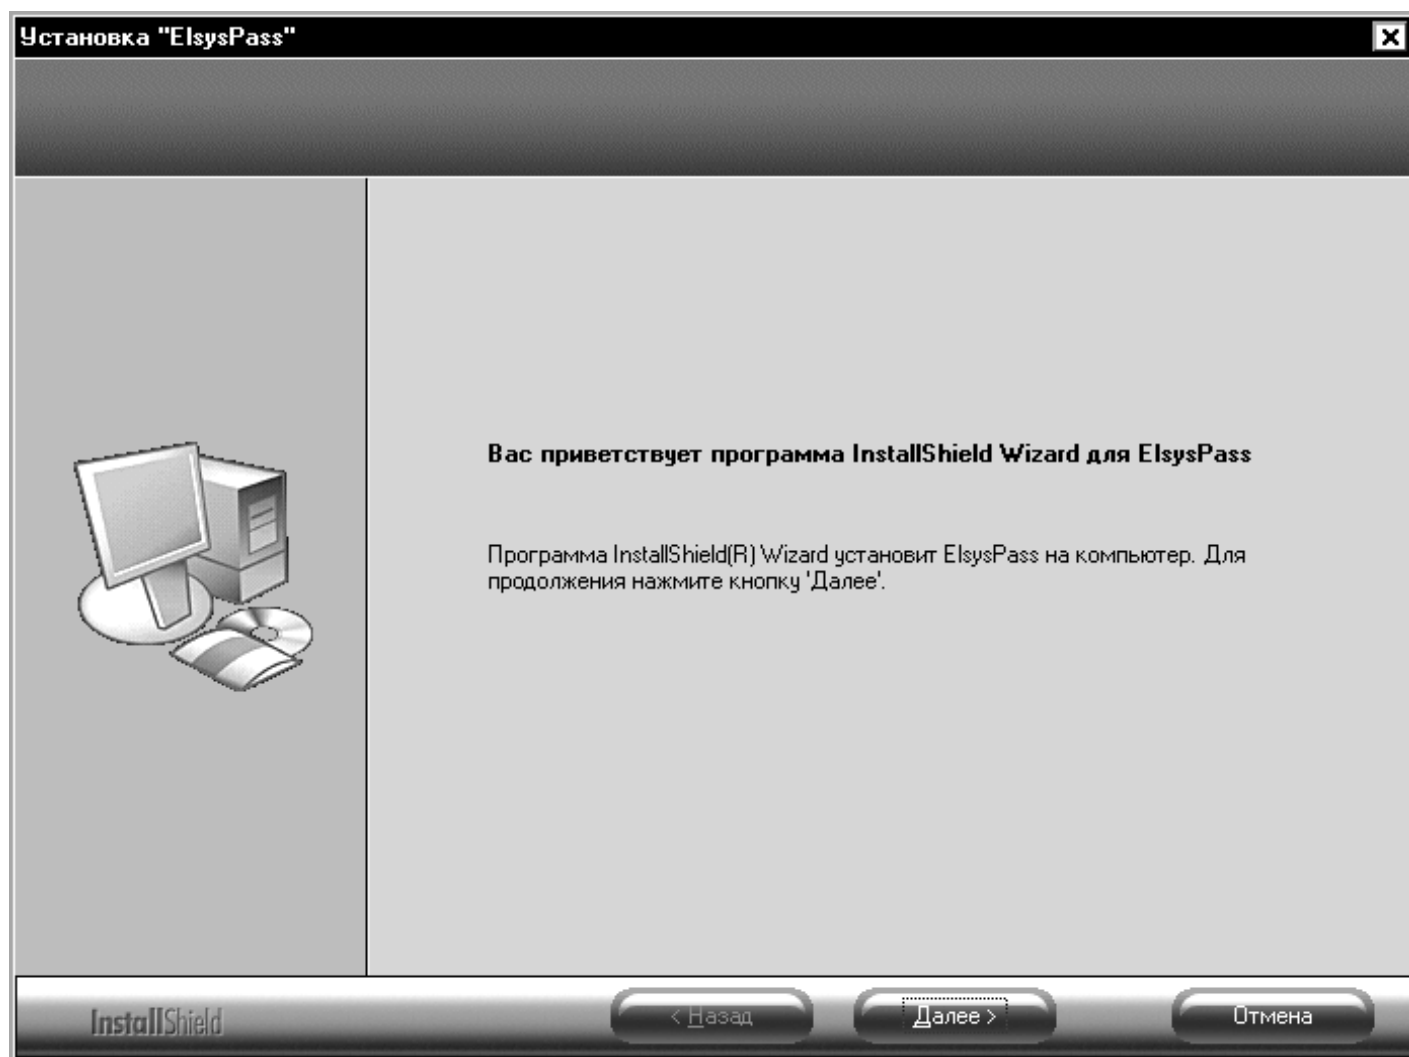 Установка "ElsysPass"
Вас приветствует программа InstallShield Wizard для ElsysPass
Программа InstallShield(R) Wizard установит ElsysPass на компьютер. Для
продолжения нажмите кнопку 'Далее'.
InstallShield
< Назад
Далее >
Отмена